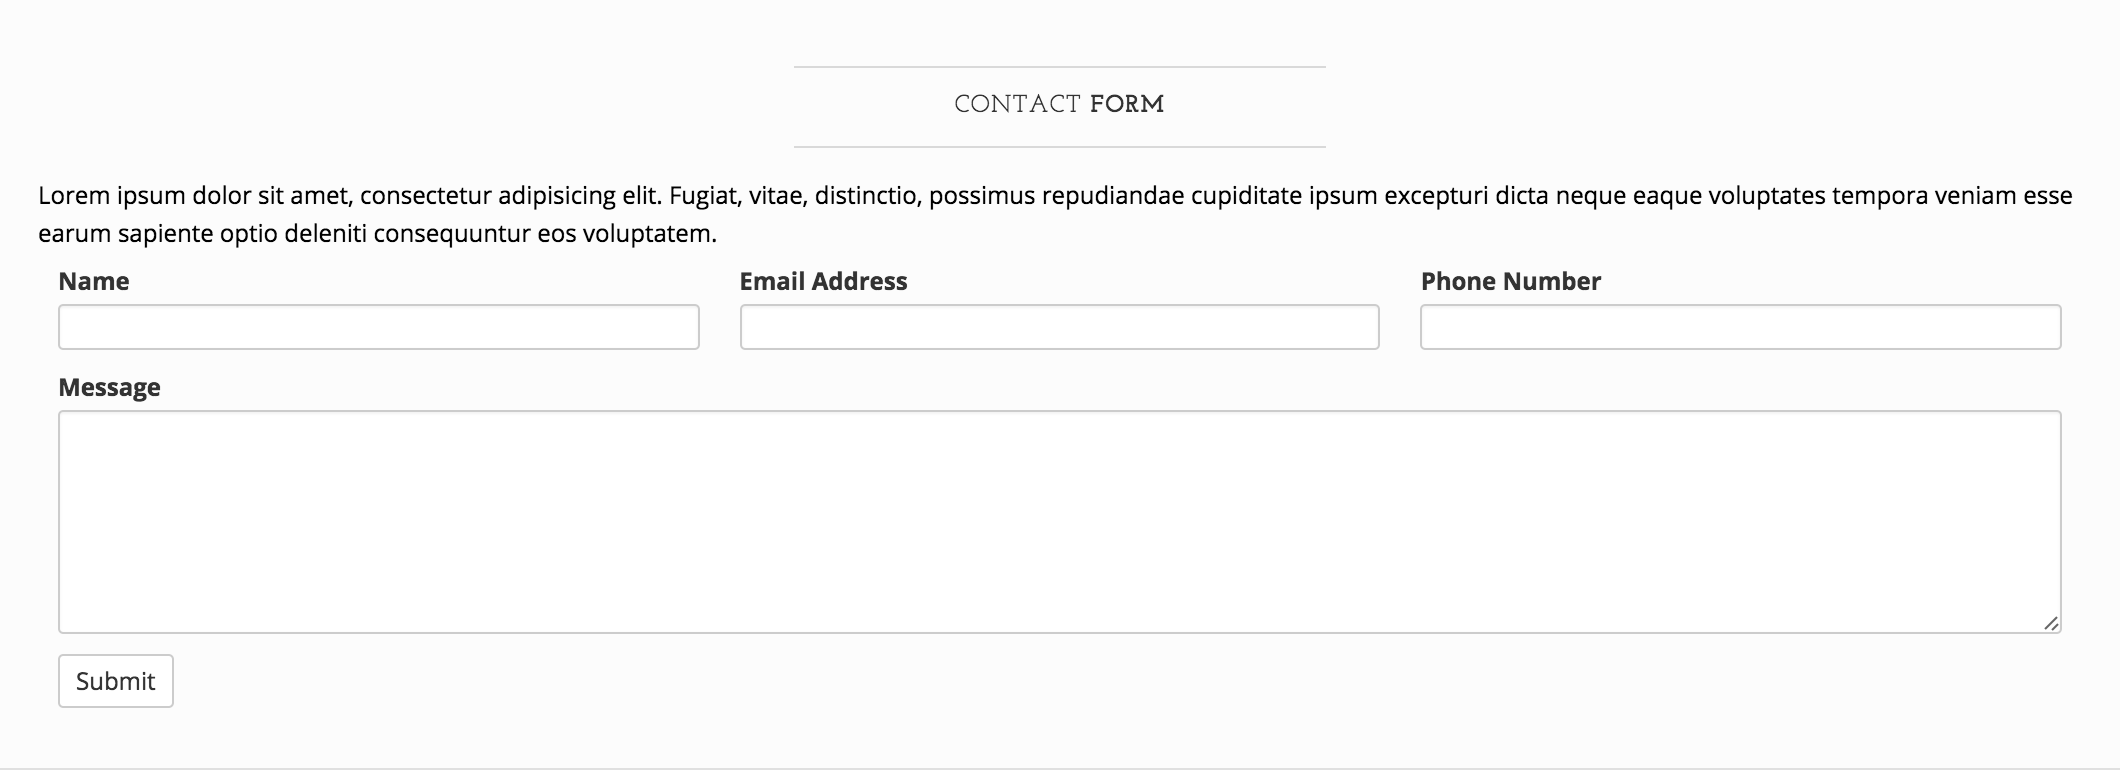 CONTACT FORM
Lorem ipsum dolor sit amet, consectetur adipisicing elit. Fugiat, vitae, distinctio, possimus repudiandae cupiditate ipsum excepturi dicta neque eaque voluptates tempora veniam esse
earum sapiente optio deleniti consequuntur eos voluptatem.
Name Email Address Phone Number
Message
Submit